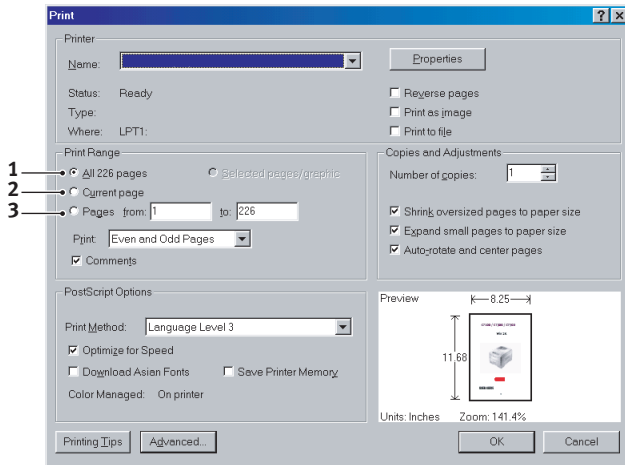 Print
Printer
Name:
Properties
Status: Ready
Reverse pages
Type:
Print as image
Where: LPT1:
Print to file
Print Range
Copies and Adjustments
1 All 226 pages
Selected pages/graphic
Number of copies: 1
2 Current page
3 Pages from: 1 to: 226
Shrink oversized pages to paper size
Print: Even and Odd Pages
Expand small pages to paper size
Comments
Auto-rotate and center pages
PostScript Options
Preview
8.25
Print Method: Language Level 3
Optimize for Speed
11.68
Download Asian Fonts
Save Printer Memory
Color Managed: On printer
Units: Inches Zoom: 141.4%
Printing Tips
Advanced...
OK
Cancel